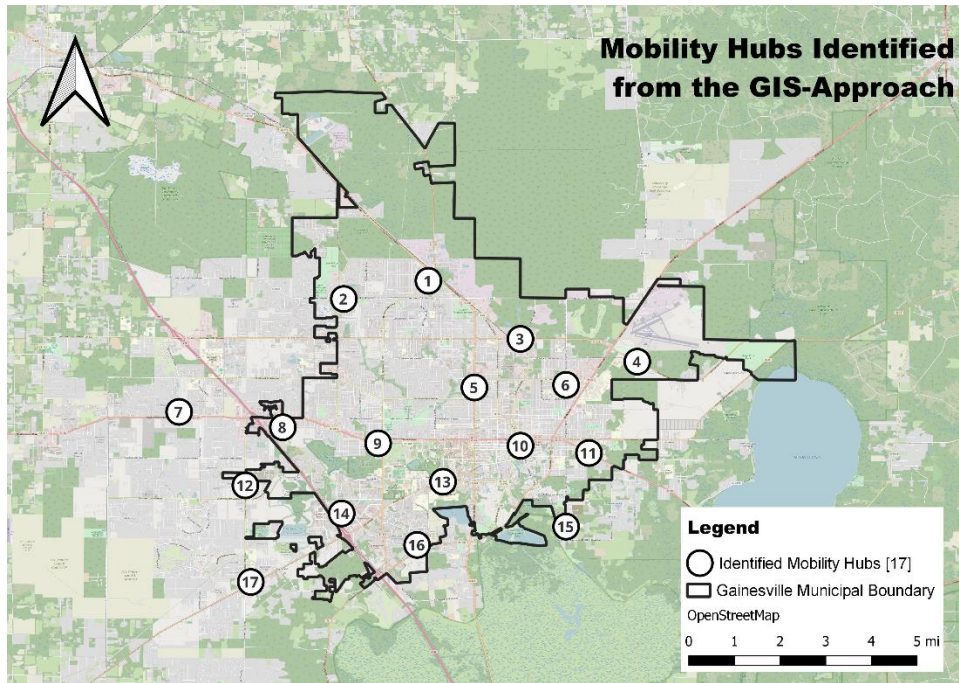 Mobility Hubs Identified
from the GIS-Approach
1
2
3
4
5
6
7
8
9
10
11
12
13
14
15
16
17
Legend
Identified Mobility Hubs [17]
Gainesville Municipal Boundary
OpenStreetMap
0 1 2 3 4 5 mi